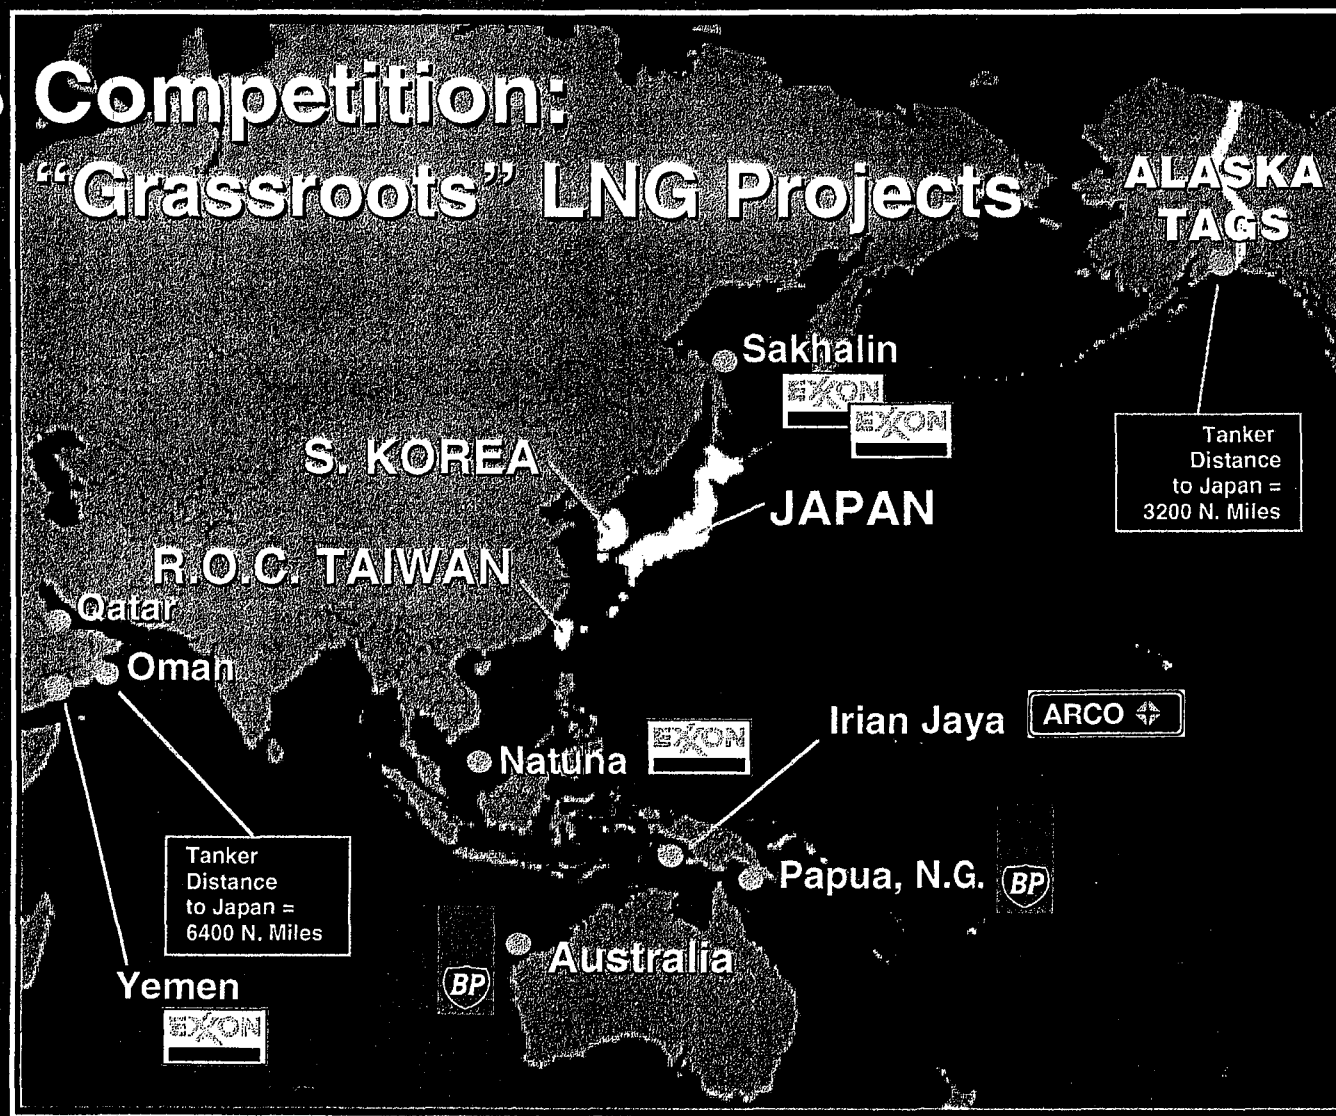 Competition:
“Grassroots” LNG Projects
ALASKA
TAGS
Sakhalin
EXXON
EXXON
Tanker
Distance
to Japan =
3200 N. Miles
S. KOREA
JAPAN
R.O.C. TAIWAN
Qatar
Oman
Irian Jaya
ARCO
Natuna
EXXON
Tanker
Distance
to Japan =
6400 N. Miles
Papua, N.G.
BP
Australia
BP
Yemen
EXXON